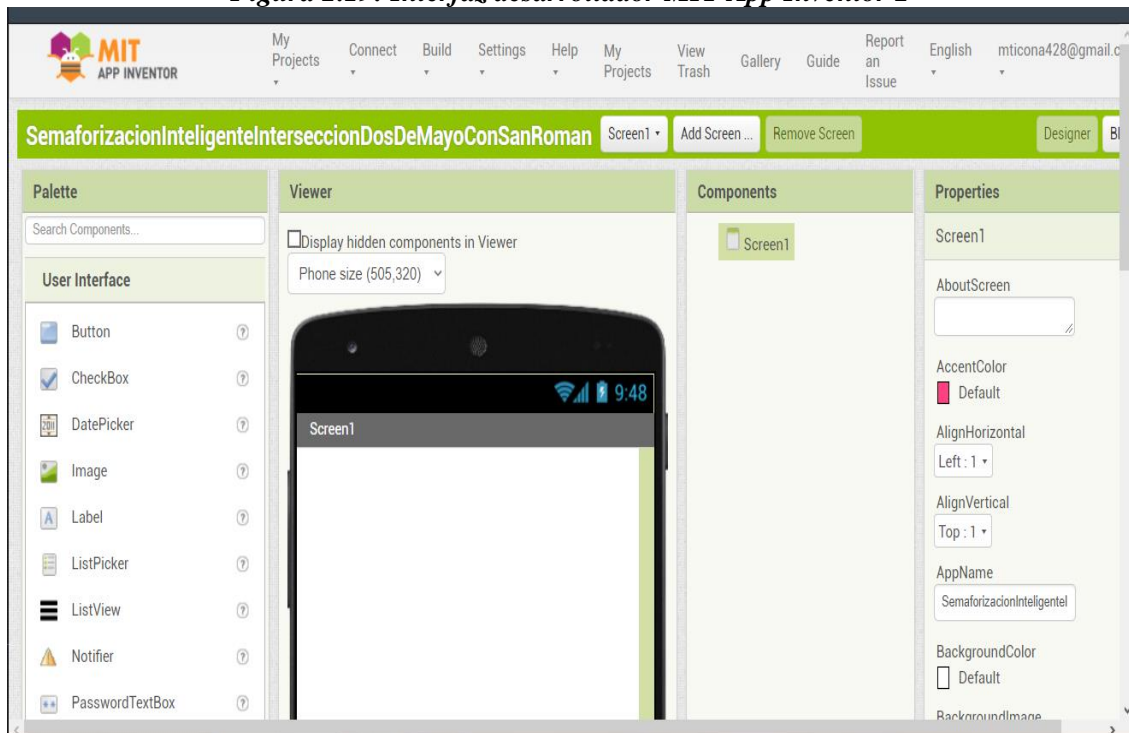 MIT
APP INVENTOR
My Projects
Connect
Build
Settings
Help
My Projects
View Trash
Gallery
Guide
Report an Issue
English
mticona428@gmail.c
SemaforizacionInteligenteInterseccionDosDeMayoConSanRoman
Screen1
Add Screen ...
Remove Screen
Designer
Bl
Palette
Search Components...
User Interface
Button
CheckBox
DatePicker
Image
Label
ListPicker
ListView
Notifier
PasswordTextBox
Viewer
Display hidden components in Viewer
Phone size (505,320)
9:48
Screen1
Components
Screen1
Properties
Screen1
AboutScreen
AccentColor
Default
AlignHorizontal
Left : 1
AlignVertical
Top : 1
AppName
SemaforizacionInteligenteI
BackgroundColor
Default
BackgroundImage